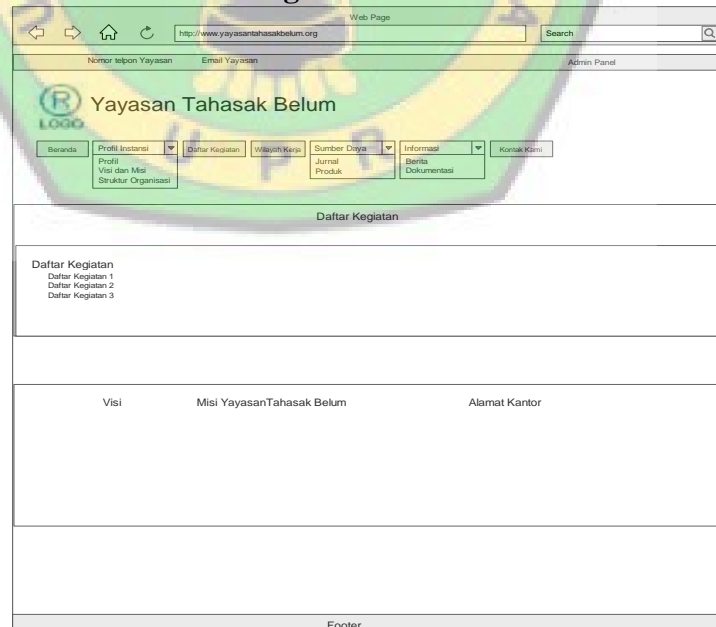 Web Page
http://www.yayasantahasakbelum.org
Search
Nomor telpon Yayasan Email Yayasan Admin Panel
R
LOGO
Yayasan Tahasak Belum
UPR
Beranda Profil Instansi Daftar Kegiatan Wilayah Kerja Sumber Daya Informasi Kontak Kami
Profil
Visi dan Misi
Struktur Organisasi
Jurnal
Produk
Berita
Dokumentasi
Daftar Kegiatan
Daftar Kegiatan
Daftar Kegiatan 1
Daftar Kegiatan 2
Daftar Kegiatan 3
Visi Misi YayasanTahasak Belum Alamat Kantor
Footer